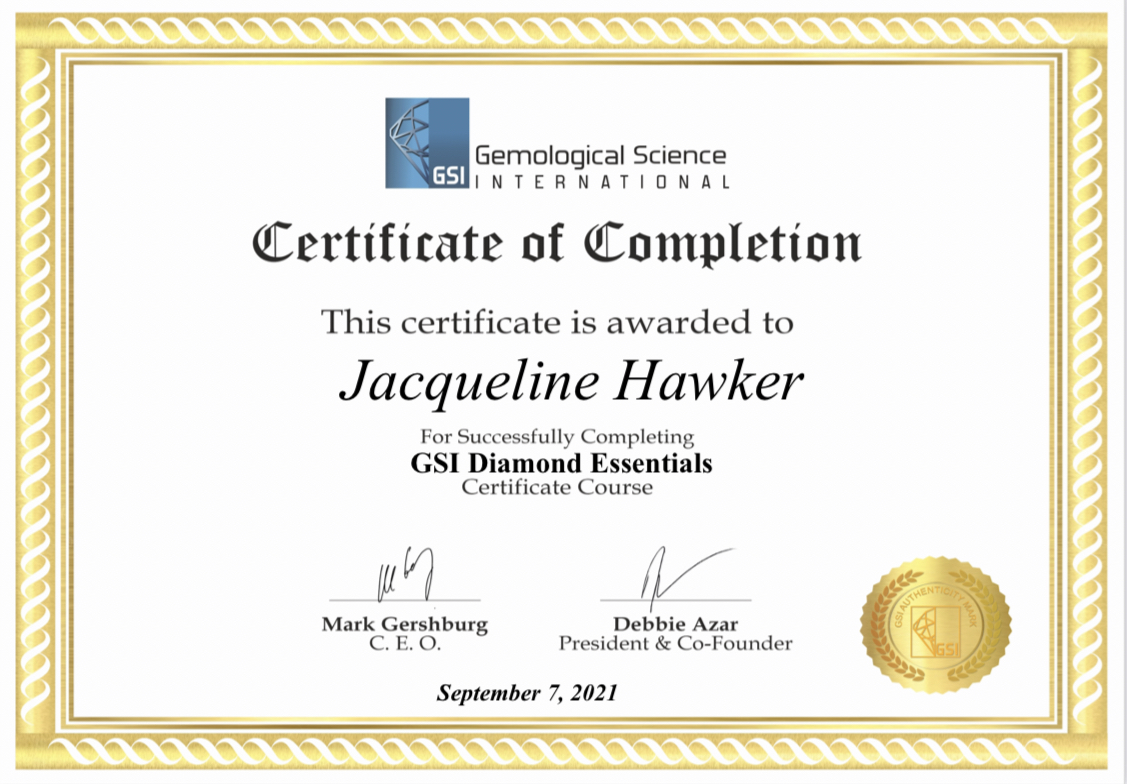 GSI
Gemological Science
INTERNATIONAL
Certificate of Completion
This certificate is awarded to
Jacqueline Hawker
For Successfully Completing
GSI Diamond Essentials
Certificate Course
Mark Gershburg
C. E. O.
Debbie Azar
President & Co-Founder
September 7, 2021
GSI AUTHENTICITY MARK
GSI